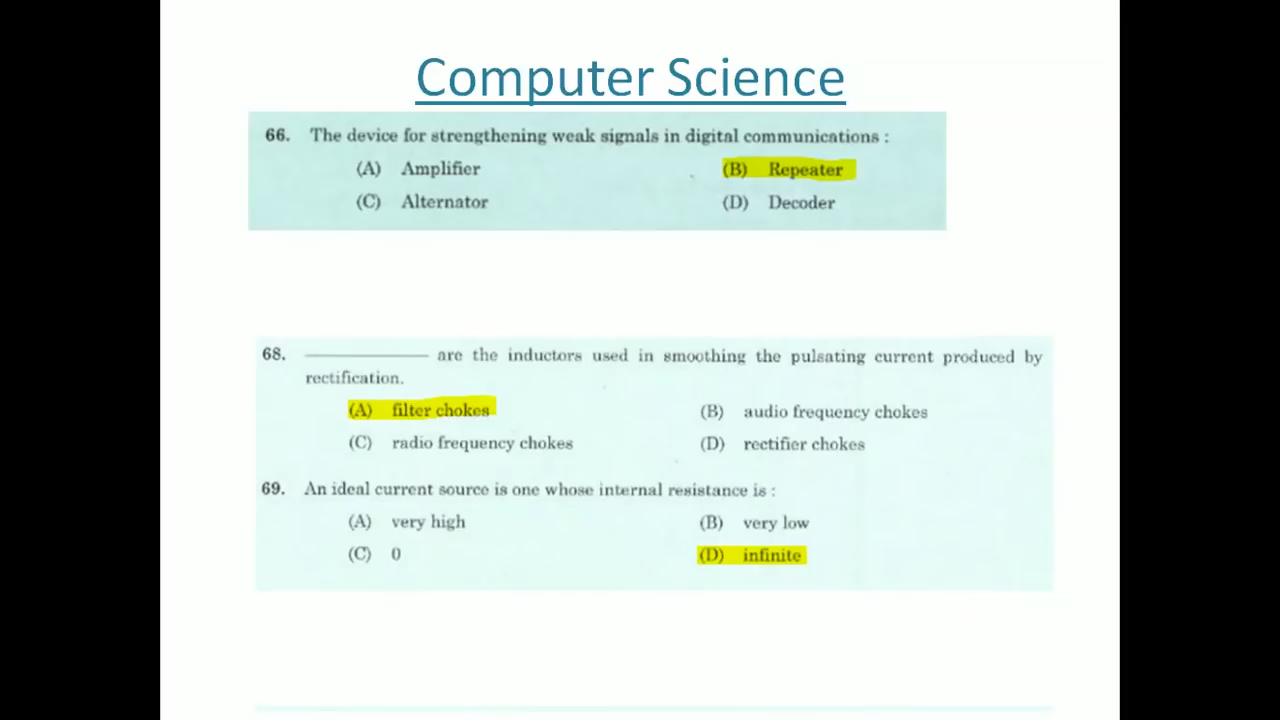 Computer Science
66. The device for strengthening weak signals in digital communications :
(A) Amplifier (B) Repeater
(C) Alternator (D) Decoder
68. ____________ are the inductors used in smoothing the pulsating current produced by
rectification.
(A) filter chokes (B) audio frequency chokes
(C) radio frequency chokes (D) rectifier chokes
69. An ideal current source is one whose internal resistance is :
(A) very high (B) very low
(C) 0 (D) infinite